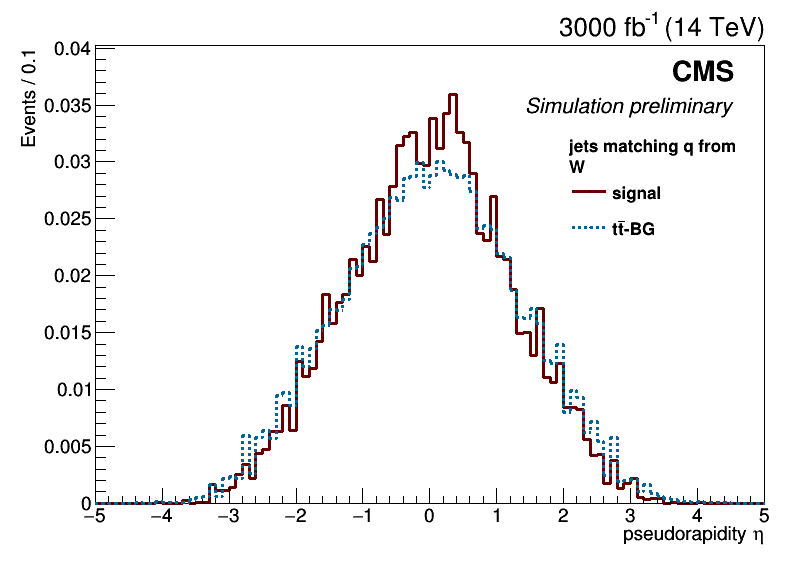 3000 fb⁻¹ (14 TeV)
Events / 0.1
0.04
0.035
0.03
0.025
0.02
0.015
0.01
0.005
0
CMS
Simulation preliminary
jets matching q from
W
signal
tt̄-BG
−5 −4 −3 −2 −1 0 1 2 3 4 5
pseudorapidity η